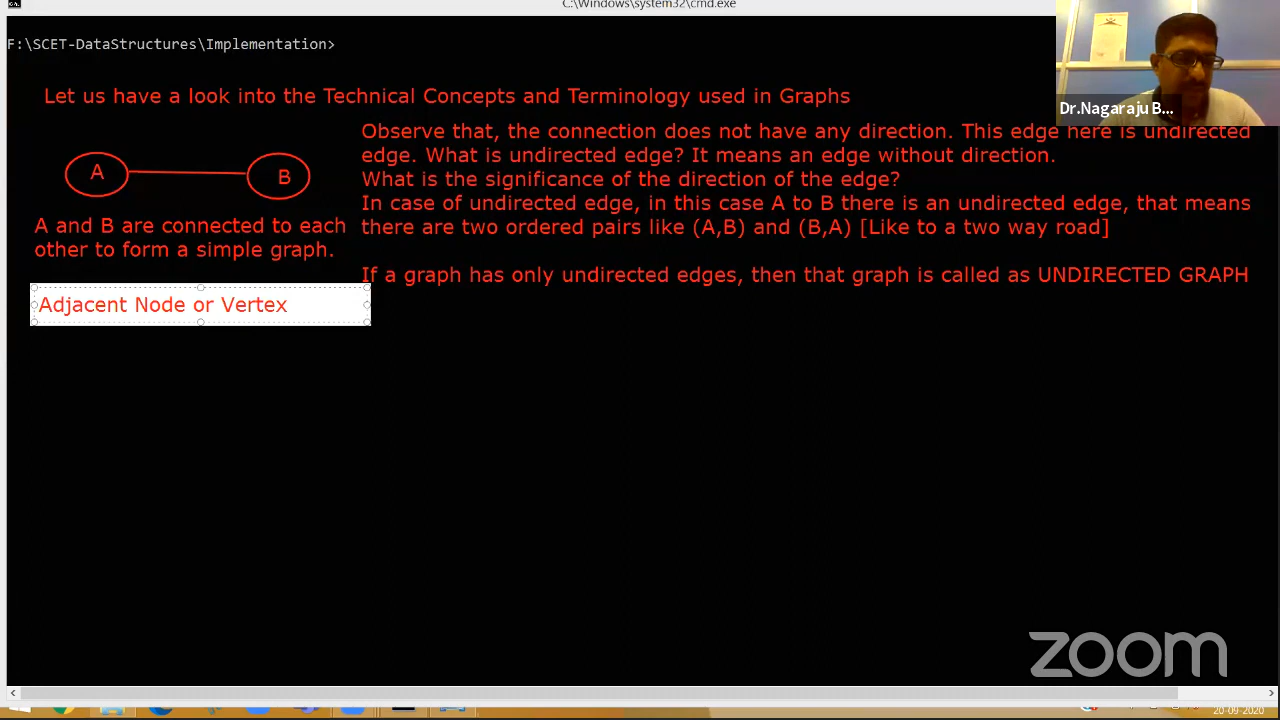 C:\Windows\system32\cmd.exe
F:\SCET-DataStructures\Implementation>
Let us have a look into the Technical Concepts and Terminology used in Graphs
Dr.Nagaraju B...
Observe that, the connection does not have any direction. This edge here is undirected
edge. What is undirected edge? It means an edge without direction.
What is the significance of the direction of the edge?
In case of undirected edge, in this case A to B there is an undirected edge, that means
there are two ordered pairs like (A,B) and (B,A) [Like to a two way road]
A B
A and B are connected to each
other to form a simple graph.
If a graph has only undirected edges, then that graph is called as UNDIRECTED GRAPH
Adjacent Node or Vertex
zoom
20-09-2020